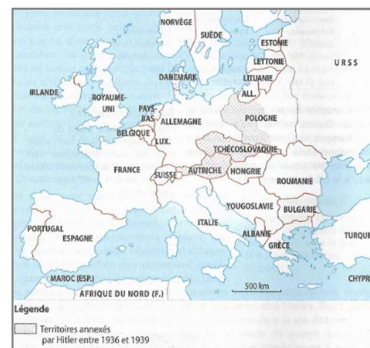 NORVÈGE
SUÈDE
ESTONIE
LETTONIE
U R S S
DANEMARK
LITUANIE
ALL.
IRLANDE
ROYAUME-
UNI
PAYS-
BAS
ALLEMAGNE
POLOGNE
BELGIQUE
LUX.
TCHÉCOSLOVAQUIE
FRANCE
SUISSE
AUTRICHE
HONGRIE
ROUMANIE
YOUGOSLAVIE
ITALIE
BULGARIE
PORTUGAL
ESPAGNE
ALBANIE
GRÈCE
TURQUI
MAROC (ESP.)
500 km
CHYPR
AFRIQUE DU NORD (F.)
Légende
Territoires annexés
par Hitler entre 1936 et 1939